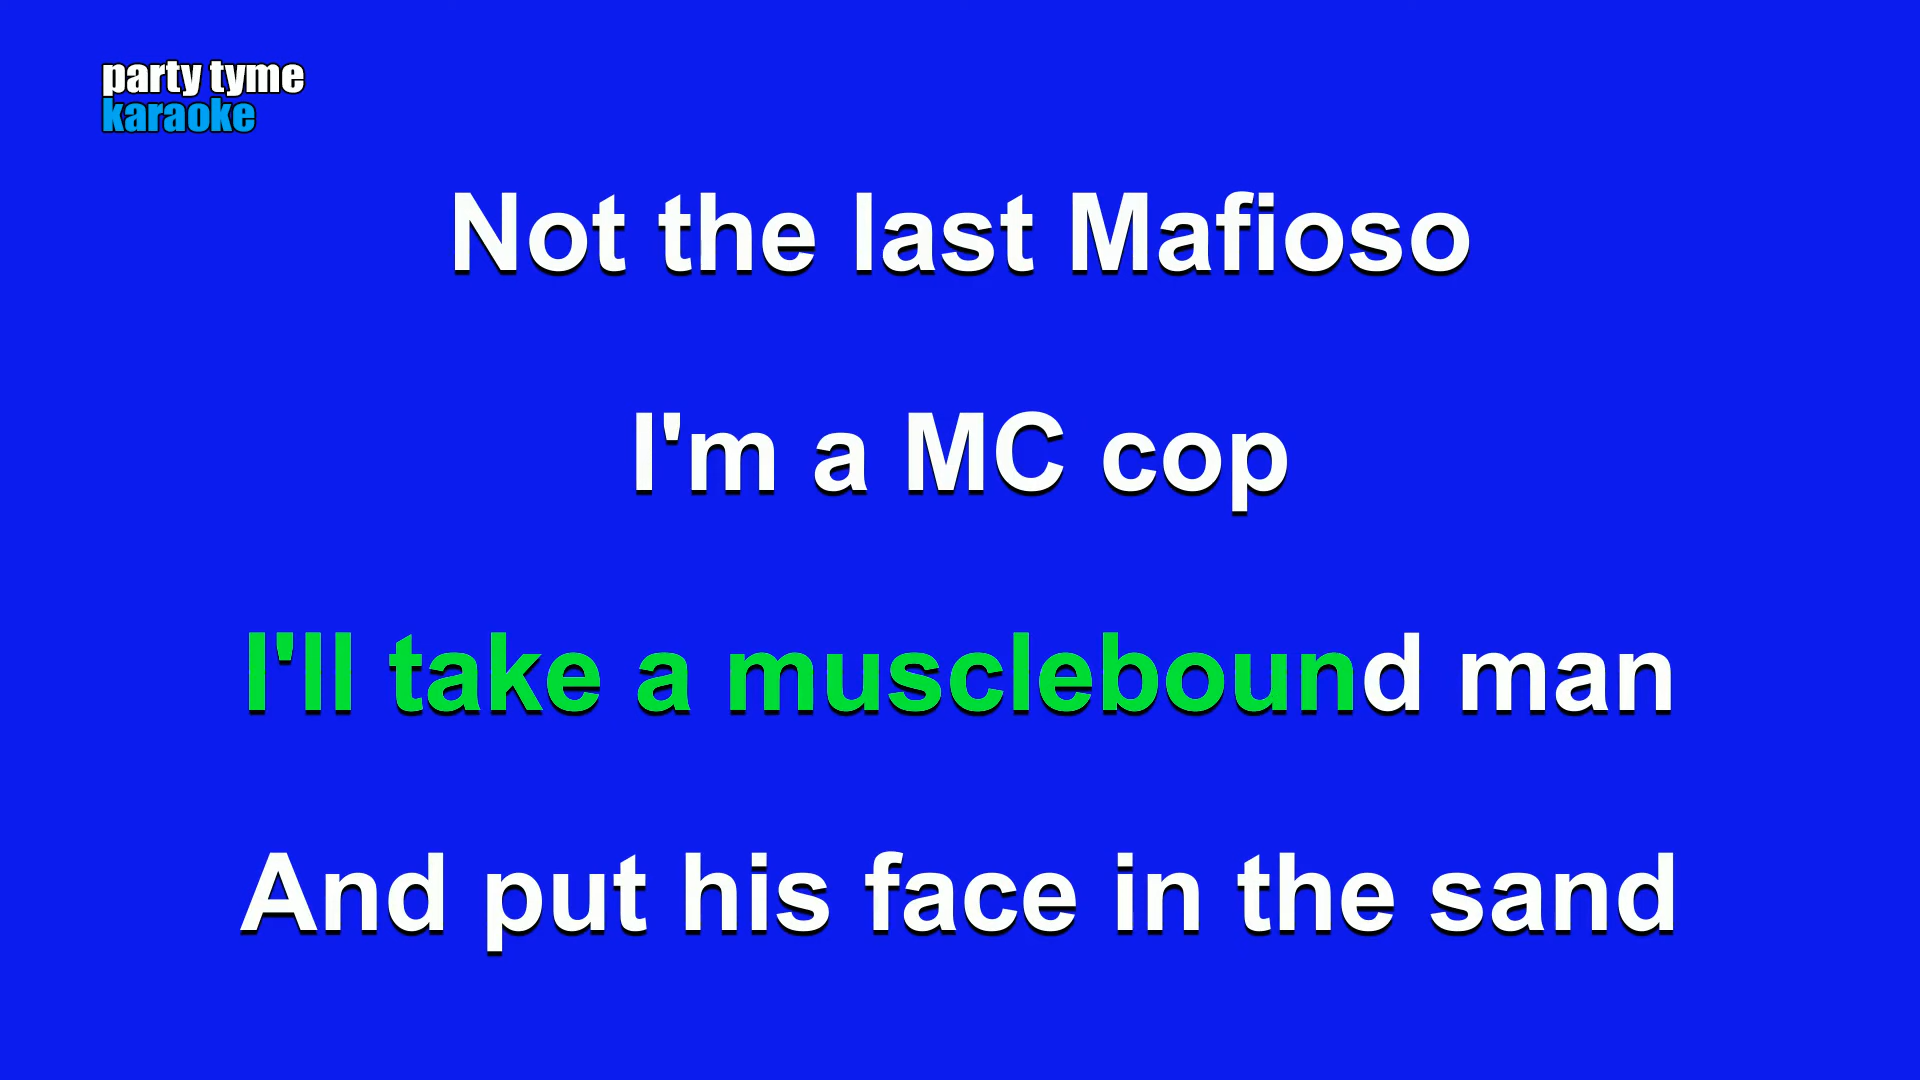 party tyme
karaoke
Not the last Mafioso
I'm a MC cop
I'll take a musclebound man
And put his face in the sand